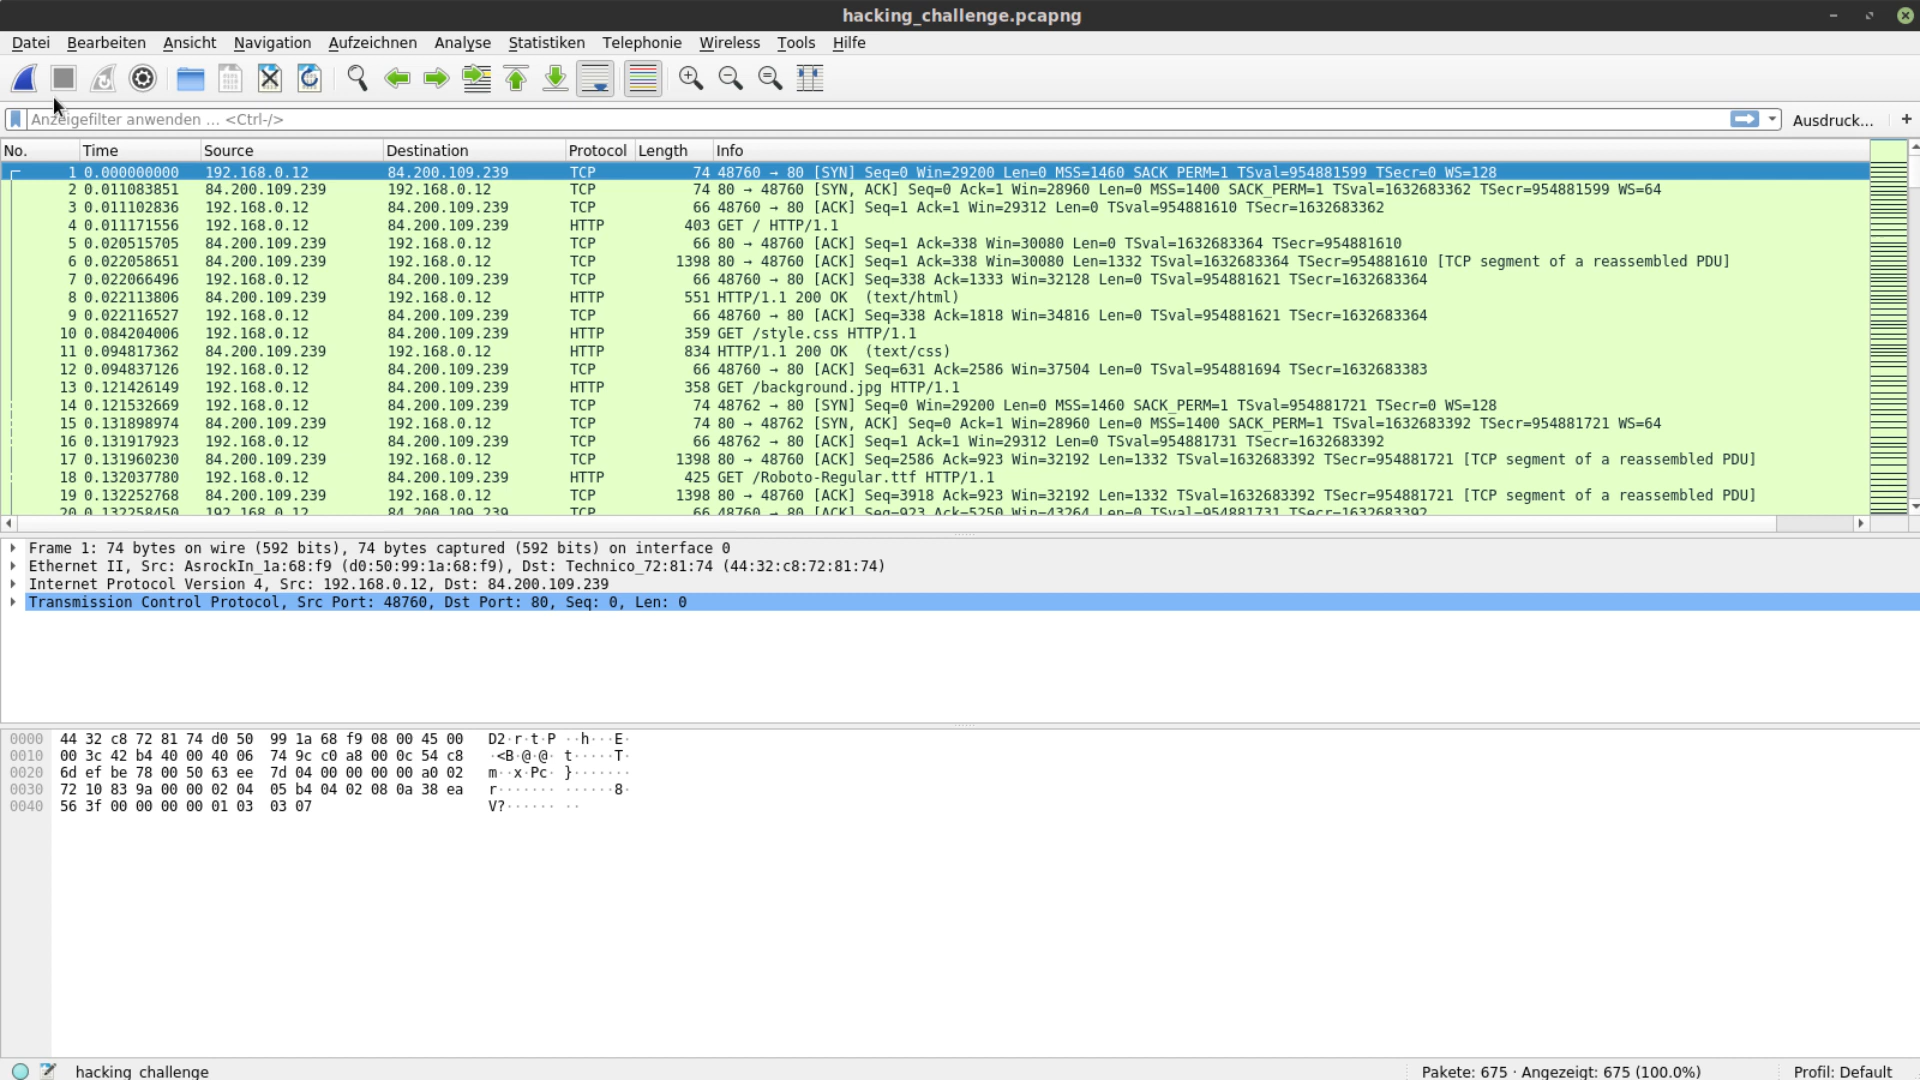 hacking_challenge.pcapng
Datei Bearbeiten Ansicht Navigation Aufzeichnen Analyse Statistiken Telephonie Wireless Tools Hilfe
Anzeigefilter anwenden … <Ctrl-/> Ausdruck… +
No. Time Source Destination Protocol Length Info
1 0.000000000 192.168.0.12 84.200.109.239 TCP 74 48760 → 80 [SYN] Seq=0 Win=29200 Len=0 MSS=1460 SACK_PERM=1 TSval=954881599 TSecr=0 WS=128
2 0.011083851 84.200.109.239 192.168.0.12 TCP 74 80 → 48760 [SYN, ACK] Seq=0 Ack=1 Win=28960 Len=0 MSS=1400 SACK_PERM=1 TSval=1632683362 TSecr=954881599 WS=64
3 0.011102836 192.168.0.12 84.200.109.239 TCP 66 48760 → 80 [ACK] Seq=1 Ack=1 Win=29312 Len=0 TSval=954881610 TSecr=1632683362
4 0.011171556 192.168.0.12 84.200.109.239 HTTP 403 GET / HTTP/1.1
5 0.020515705 84.200.109.239 192.168.0.12 TCP 66 80 → 48760 [ACK] Seq=1 Ack=338 Win=30080 Len=0 TSval=1632683364 TSecr=954881610
6 0.022058651 84.200.109.239 192.168.0.12 TCP 1398 80 → 48760 [ACK] Seq=1 Ack=338 Win=30080 Len=1332 TSval=1632683364 TSecr=954881610 [TCP segment of a reassembled PDU]
7 0.022066496 192.168.0.12 84.200.109.239 TCP 66 48760 → 80 [ACK] Seq=338 Ack=1333 Win=32128 Len=0 TSval=954881621 TSecr=1632683364
8 0.022113806 84.200.109.239 192.168.0.12 HTTP 551 HTTP/1.1 200 OK (text/html)
9 0.022116527 192.168.0.12 84.200.109.239 TCP 66 48760 → 80 [ACK] Seq=338 Ack=1818 Win=34816 Len=0 TSval=954881621 TSecr=1632683364
10 0.084204006 192.168.0.12 84.200.109.239 HTTP 359 GET /style.css HTTP/1.1
11 0.094817362 84.200.109.239 192.168.0.12 HTTP 834 HTTP/1.1 200 OK (text/css)
12 0.094837126 192.168.0.12 84.200.109.239 TCP 66 48760 → 80 [ACK] Seq=631 Ack=2586 Win=37504 Len=0 TSval=954881694 TSecr=1632683383
13 0.121426149 192.168.0.12 84.200.109.239 HTTP 358 GET /background.jpg HTTP/1.1
14 0.121532669 192.168.0.12 84.200.109.239 TCP 74 48762 → 80 [SYN] Seq=0 Win=29200 Len=0 MSS=1460 SACK_PERM=1 TSval=954881721 TSecr=0 WS=128
15 0.131898974 84.200.109.239 192.168.0.12 TCP 74 80 → 48762 [SYN, ACK] Seq=0 Ack=1 Win=28960 Len=0 MSS=1400 SACK_PERM=1 TSval=1632683392 TSecr=954881721 WS=64
16 0.131917923 192.168.0.12 84.200.109.239 TCP 66 48762 → 80 [ACK] Seq=1 Ack=1 Win=29312 Len=0 TSval=954881731 TSecr=1632683392
17 0.131960230 84.200.109.239 192.168.0.12 TCP 1398 80 → 48760 [ACK] Seq=2586 Ack=923 Win=32192 Len=1332 TSval=1632683392 TSecr=954881721 [TCP segment of a reassembled PDU]
18 0.132037780 192.168.0.12 84.200.109.239 HTTP 425 GET /Roboto-Regular.ttf HTTP/1.1
19 0.132252768 84.200.109.239 192.168.0.12 TCP 1398 80 → 48760 [ACK] Seq=3918 Ack=923 Win=32192 Len=1332 TSval=1632683392 TSecr=954881721 [TCP segment of a reassembled PDU]
20 0.132258450 192.168.0.12 84.200.109.239 TCP 66 48760 → 80 [ACK] Seq=923 Ack=5250 Win=43264 Len=0 TSval=954881731 TSecr=1632683392
Frame 1: 74 bytes on wire (592 bits), 74 bytes captured (592 bits) on interface 0
Ethernet II, Src: AsrockIn_1a:68:f9 (d0:50:99:1a:68:f9), Dst: Technico_72:81:74 (44:32:c8:72:81:74)
Internet Protocol Version 4, Src: 192.168.0.12, Dst: 84.200.109.239
Transmission Control Protocol, Src Port: 48760, Dst Port: 80, Seq: 0, Len: 0
0000 44 32 c8 72 81 74 d0 50 99 1a 68 f9 08 00 45 00 D2·r·t·P ··h···E·
0010 00 3c 42 b4 40 00 40 06 74 9c c0 a8 00 0c 54 c8 ·<B·@·@· t·····T·
0020 6d ef be 78 00 50 63 ee 7d 04 00 00 00 00 a0 02 m··x·Pc· }·······
0030 72 10 83 9a 00 00 02 04 05 b4 04 02 08 0a 38 ea r······· ······8·
0040 56 3f 00 00 00 00 01 03 03 07 V?······ ··
hacking_challenge Pakete: 675 · Angezeigt: 675 (100.0%) Profil: Default